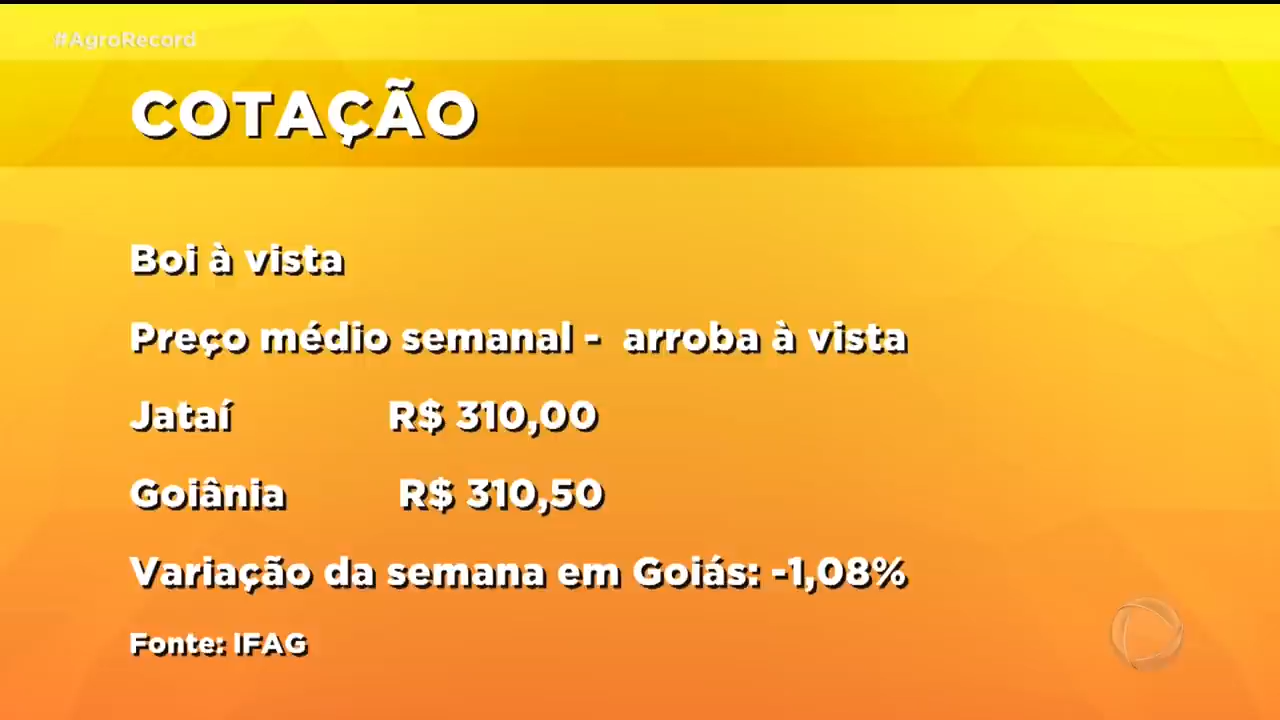 #AgroRecord
COTAÇÃO
Boi à vista
Preço médio semanal - arroba à vista
Jataí R$ 310,00
Goiânia R$ 310,50
Variação da semana em Goiás: -1,08%
Fonte: IFAG